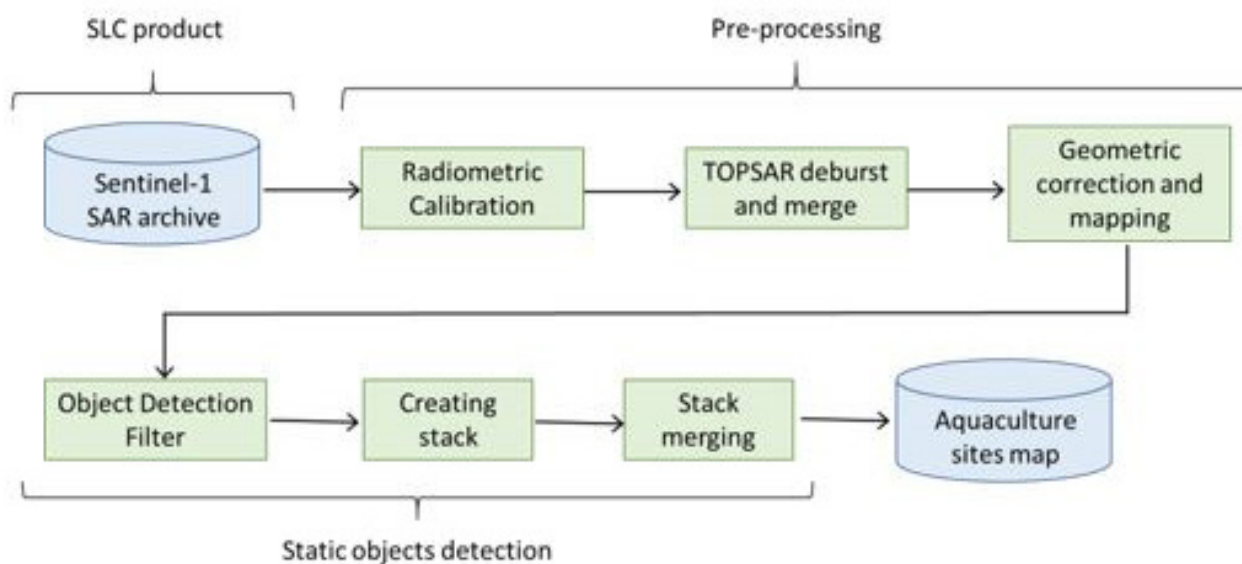 SLC product
Pre-processing
Sentinel-1
SAR archive
Radiometric
Calibration
TOPSAR deburst
and merge
Geometric
correction and
mapping
Object Detection
Filter
Creating
stack
Stack
merging
Aquaculture
sites map
Static objects detection